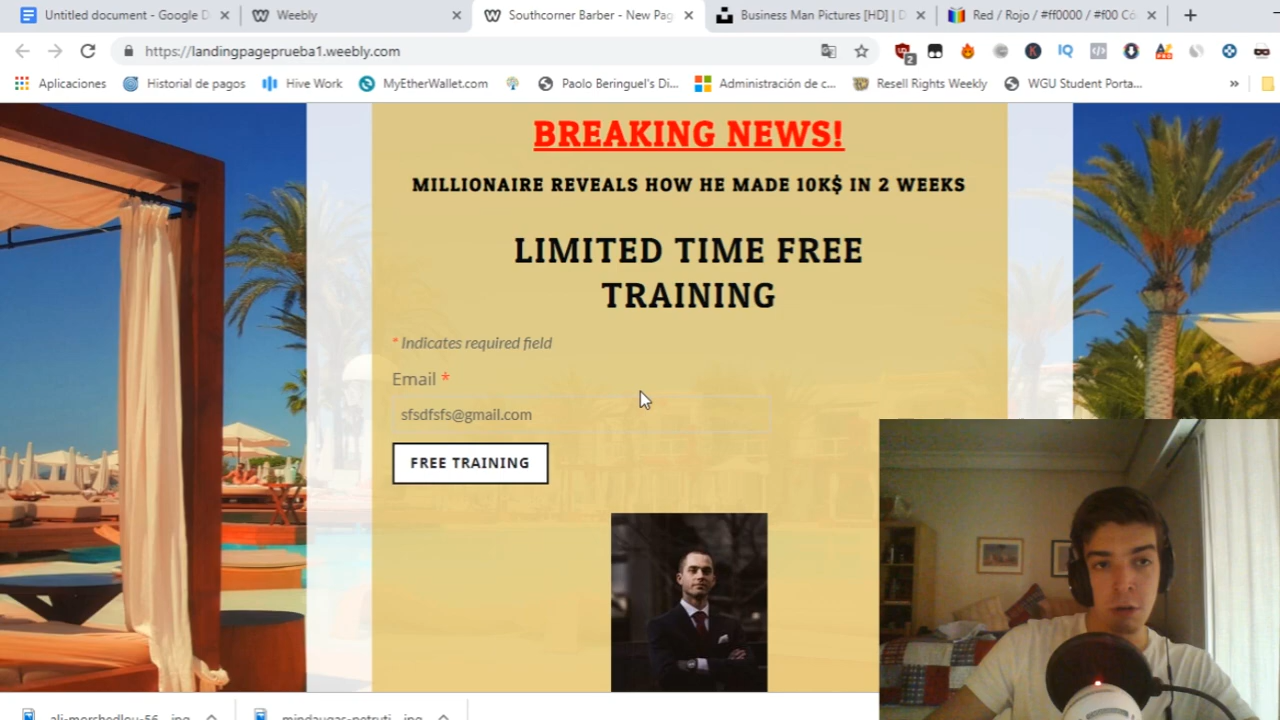 Untitled document - Google D
Weebly
Southcorner Barber - New Pag
Business Man Pictures [HD] | D
Red / Rojo / #ff0000 / #f00 Có
https://landingpageprueba1.weebly.com
2
IQ
Aplicaciones
Historial de pagos
Hive Work
MyEtherWallet.com
Paolo Beringuel's Di...
Administración de c...
Resell Rights Weekly
WGU Student Porta...
»
BREAKING NEWS!
MILLIONAIRE REVEALS HOW HE MADE 10K$ IN 2 WEEKS
LIMITED TIME FREE
TRAINING
* Indicates required field
Email *
sfsdfsfs@gmail.com
FREE TRAINING